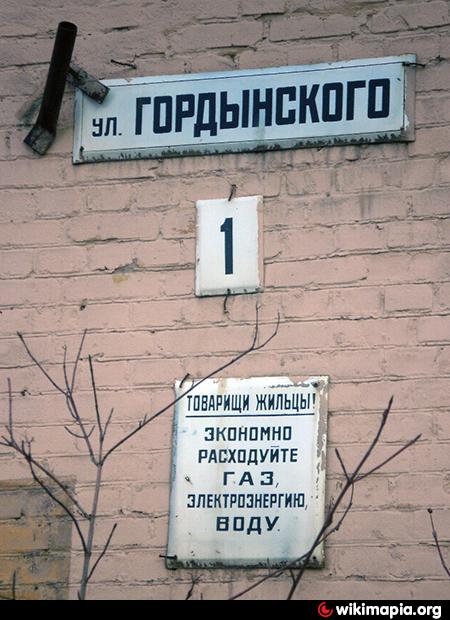 ул. ГОРДЫНСКОГО
1
ТОВАРИЩИ ЖИЛЬЦЫ!
ЭКОНОМНО
РАСХОДУЙТЕ
ГАЗ,
ЭЛЕКТРОЭНЕРГИЮ,
ВОДУ.
wikimapia.org